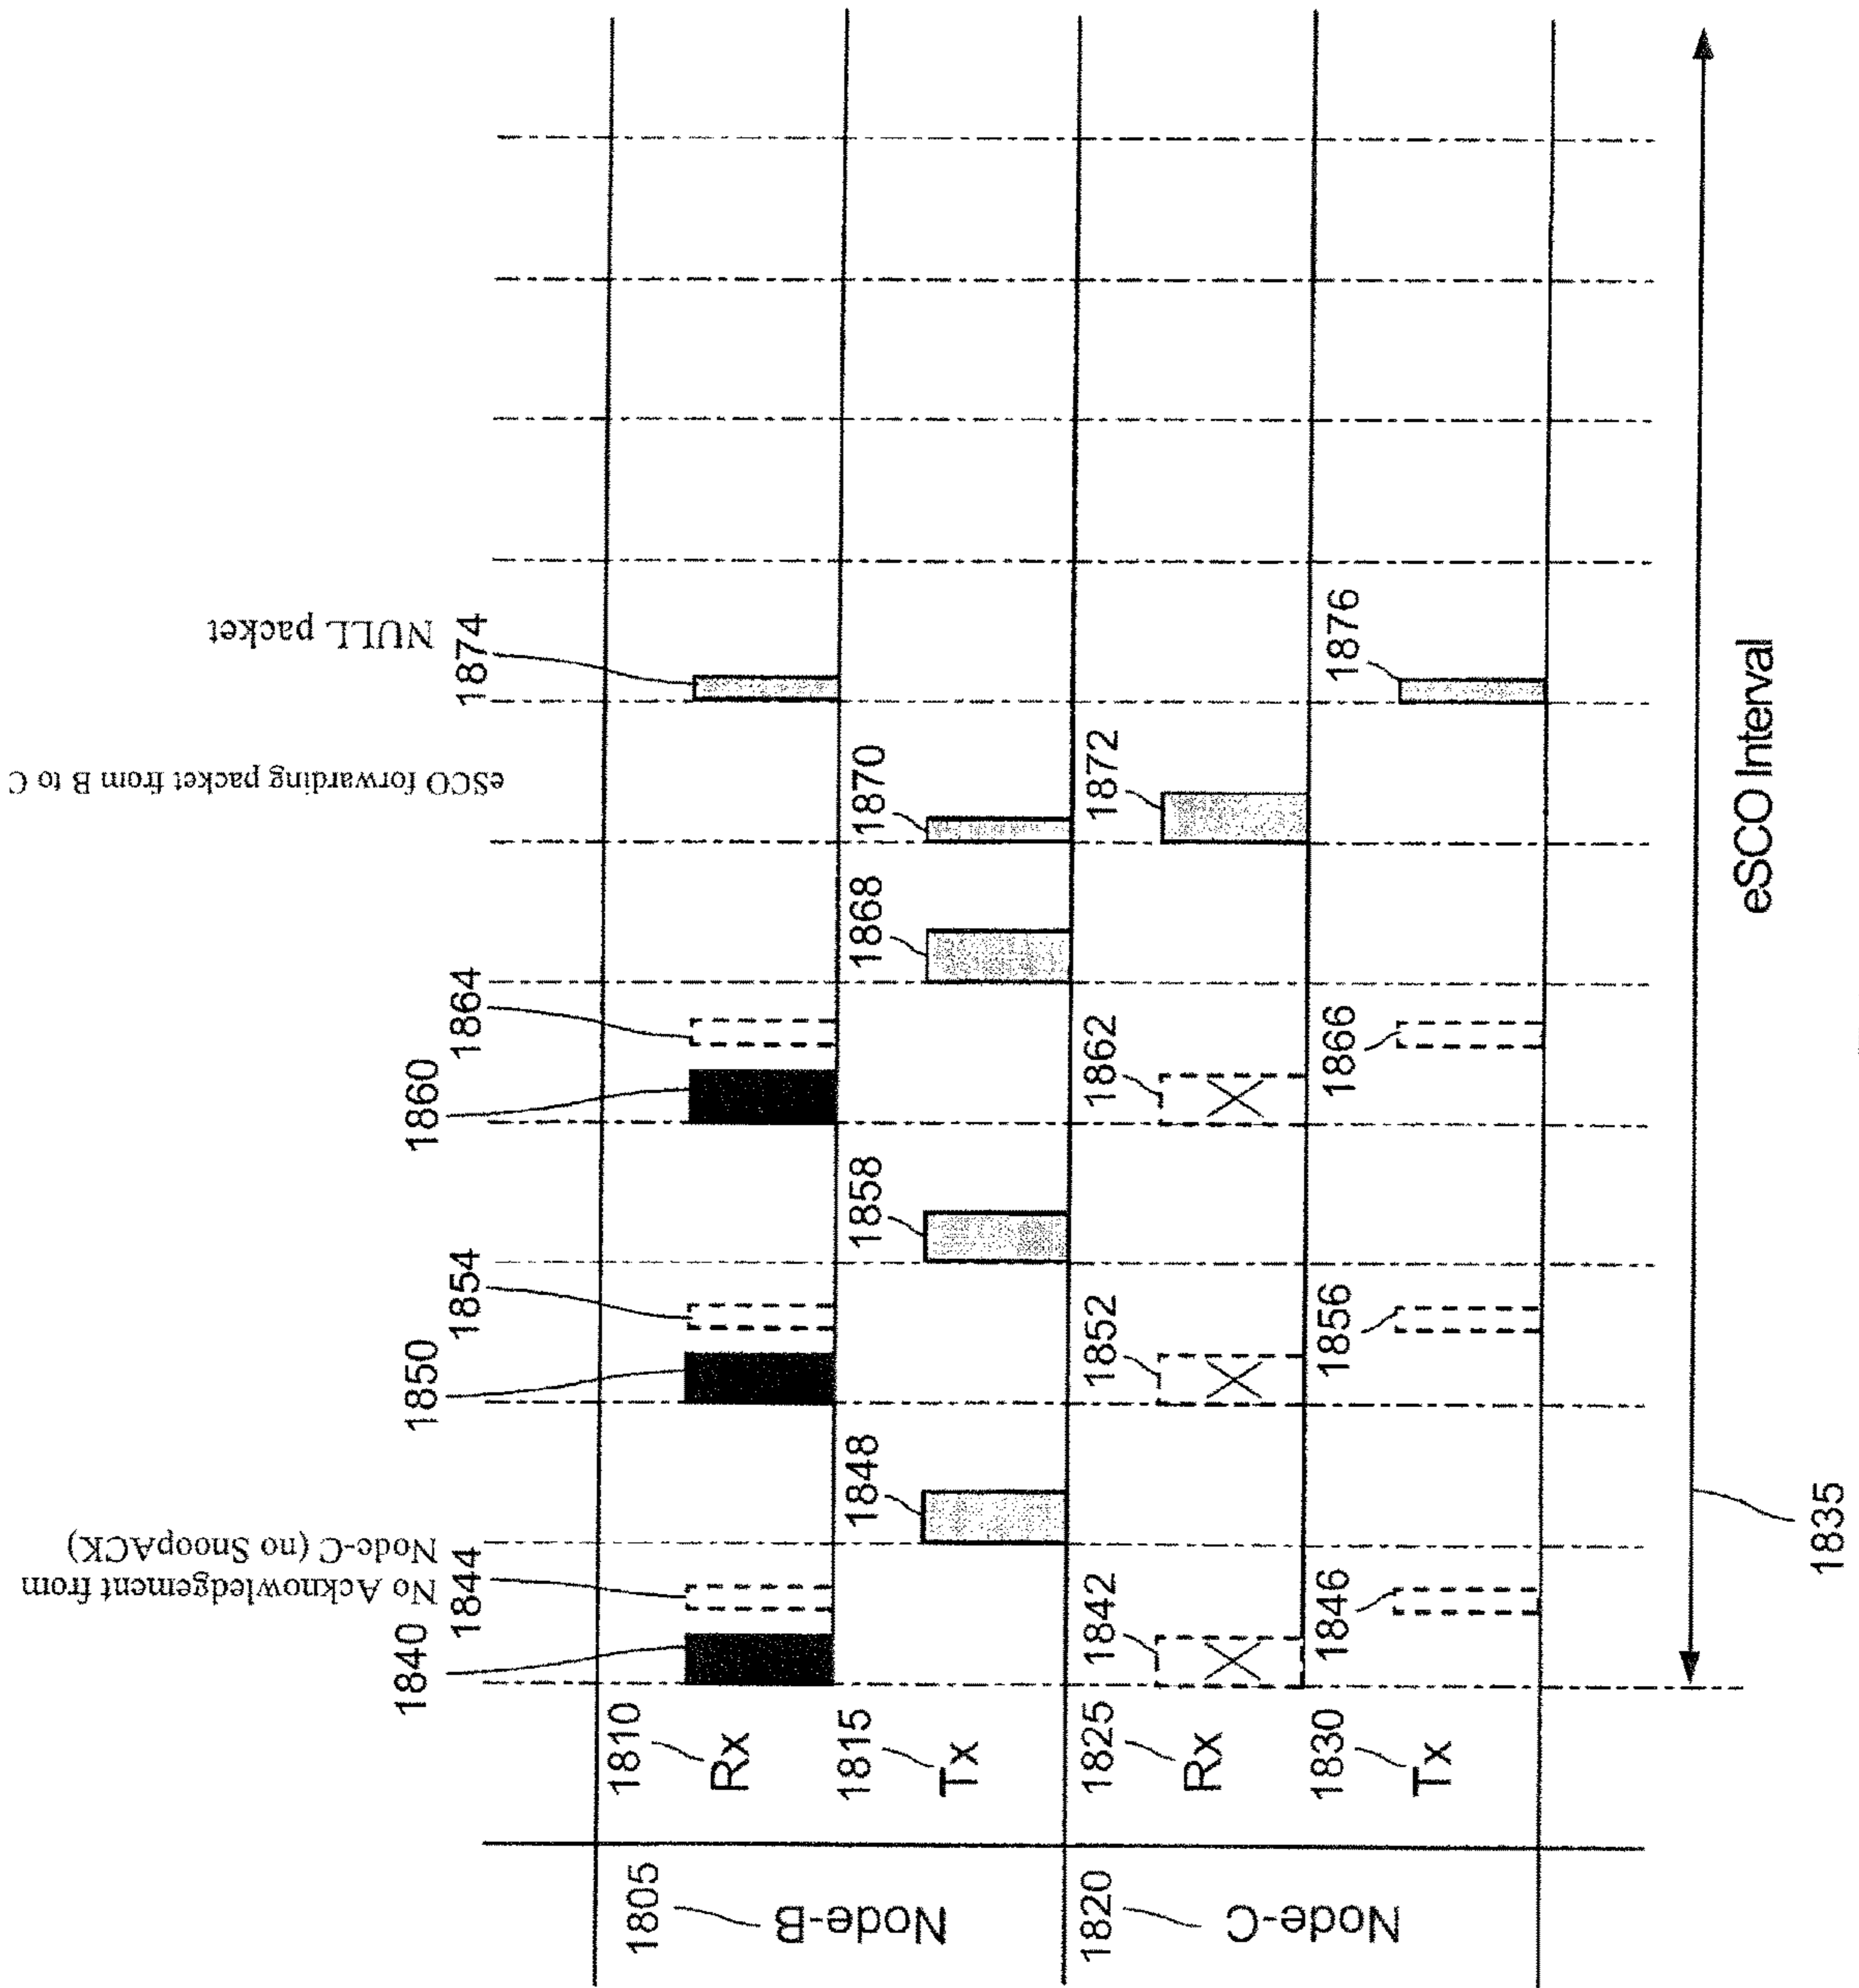 No Acknowledgement from
Node-C (no SnoopACK)
eSCO forwarding packet from B to C
NULL packet
1840
1844
1850
1854
1860
1864
1874
1805
Node-B
1810
Rx
1815
Tx
1848
1858
1868
1870
1820
Node-C
1825
Rx
1842
1852
1862
1872
1830
Tx
1846
1856
1866
1876
1835
eSCO Interval